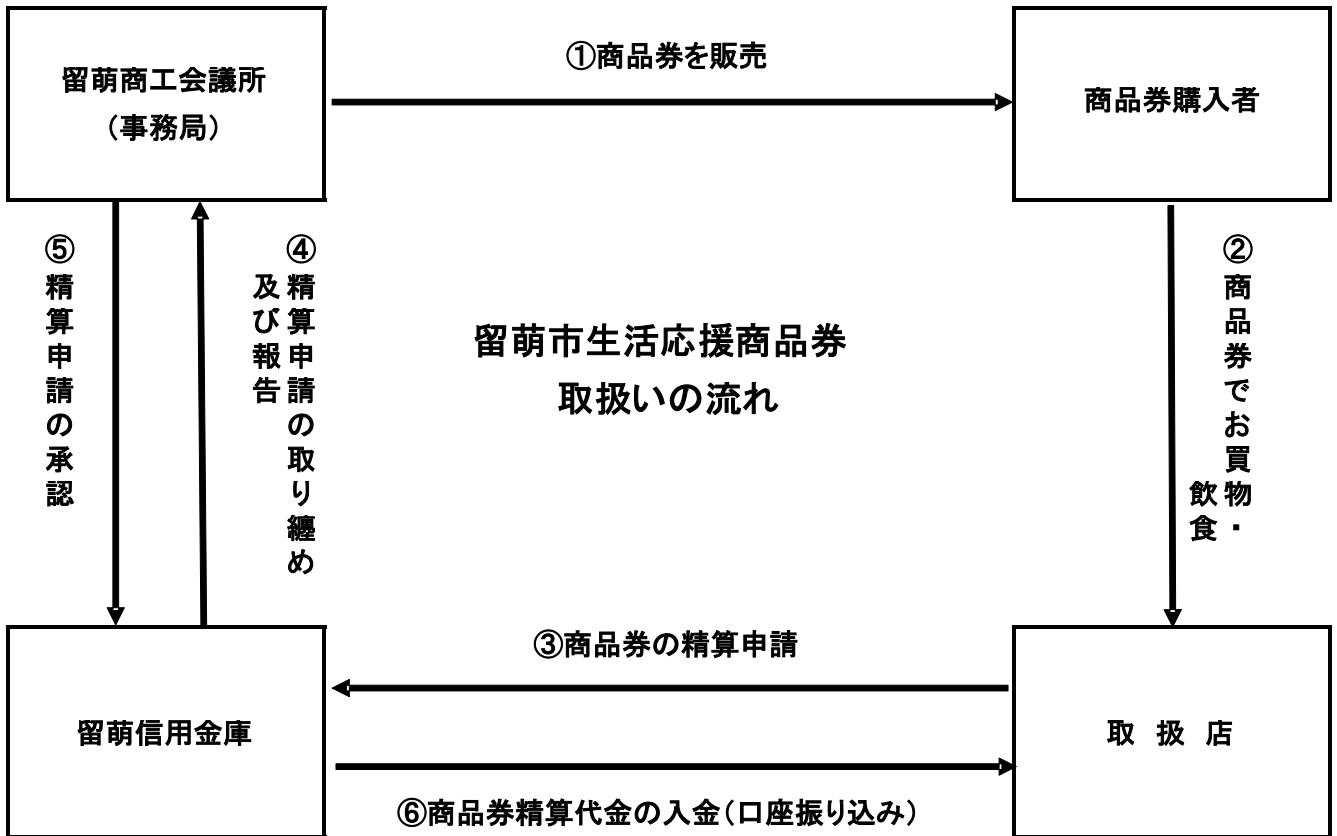 留萌商工会議所
（事務局）
①商品券を販売
商品券購入者
⑤精算申請の承認
④精算申請の取り纏め
及び報告
留萌市生活応援商品券
取扱いの流れ
②商品券でお買物・
飲食
③商品券の精算申請
留萌信用金庫
取扱店
⑥商品券精算代金の入金（口座振り込み）